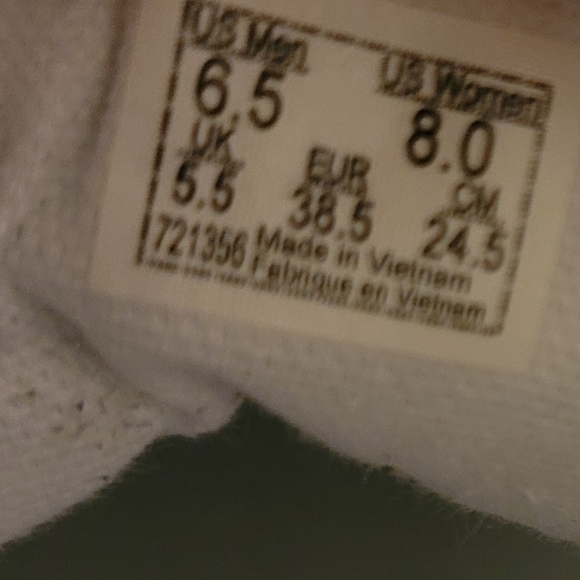 US Men US Women
6.5 8.0
UK EUR CM
5.5 38.5 24.5
721356 Made in Vietnam
Fabrique en Vietnam